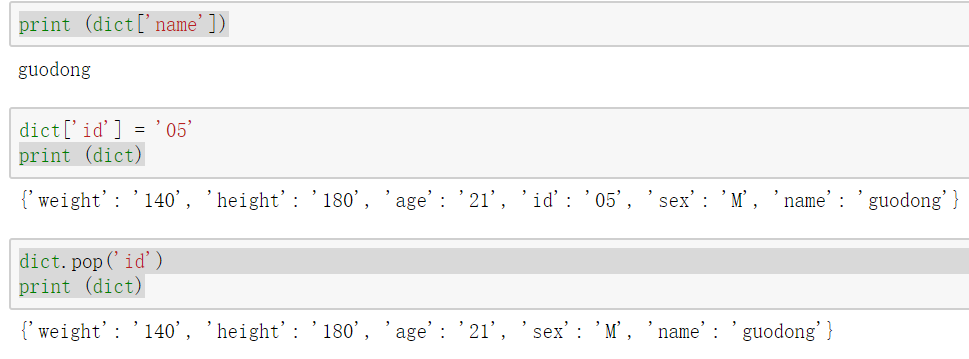 print (dict['name'])
guodong
dict['id'] = '05'
print (dict)
{'weight': '140', 'height': '180', 'age': '21', 'id': '05', 'sex': 'M', 'name': 'guodong'}
dict.pop('id')
print (dict)
{'weight': '140', 'height': '180', 'age': '21', 'sex': 'M', 'name': 'guodong'}